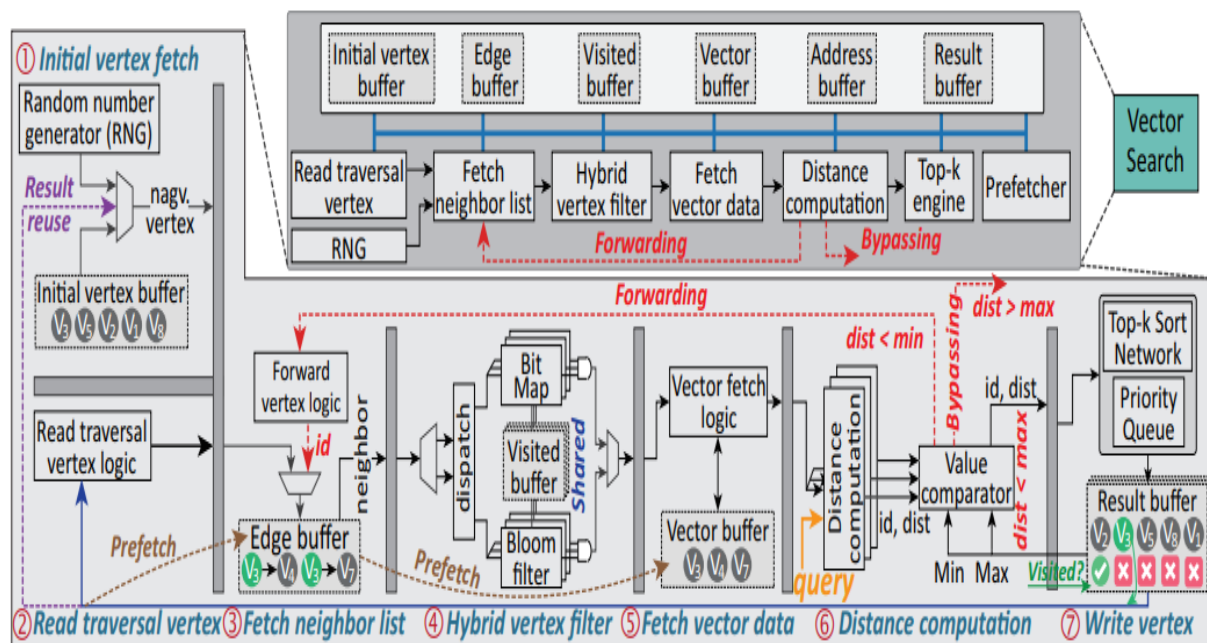 ① Initial vertex fetch
Random number
generator (RNG)
Result
reuse
nagv.
vertex
Initial vertex buffer
V3 V5 V2 V1 V8
Initial vertex
buffer
Edge
buffer
Visited
buffer
Vector
buffer
Address
buffer
Result
buffer
Read traversal
vertex
Fetch
neighbor list
Hybrid
vertex filter
Fetch
vector data
Distance
computation
Top-k
engine
Prefetcher
RNG
Forwarding
Bypassing
Vector
Search
Forwarding
dist < min
Bypassing
dist > max
Read traversal
vertex logic
Forward
vertex logic
id
neighbor
Edge buffer
V3 V4 V3 V7
Prefetch
dispatch
Bit
Map
Visited
buffer
Bloom
filter
Shared
Prefetch
Vector fetch
logic
Vector buffer
V3 V4 V7
Distance
computation
query
id, dist
Value
comparator
Min Max
id, dist
dist < max
Top-k Sort
Network
Priority
Queue
Result buffer
V2 V3 V5 V8 V1
Visited?
② Read traversal vertex
③ Fetch neighbor list
④ Hybrid vertex filter
⑤ Fetch vector data
⑥ Distance computation
⑦ Write vertex